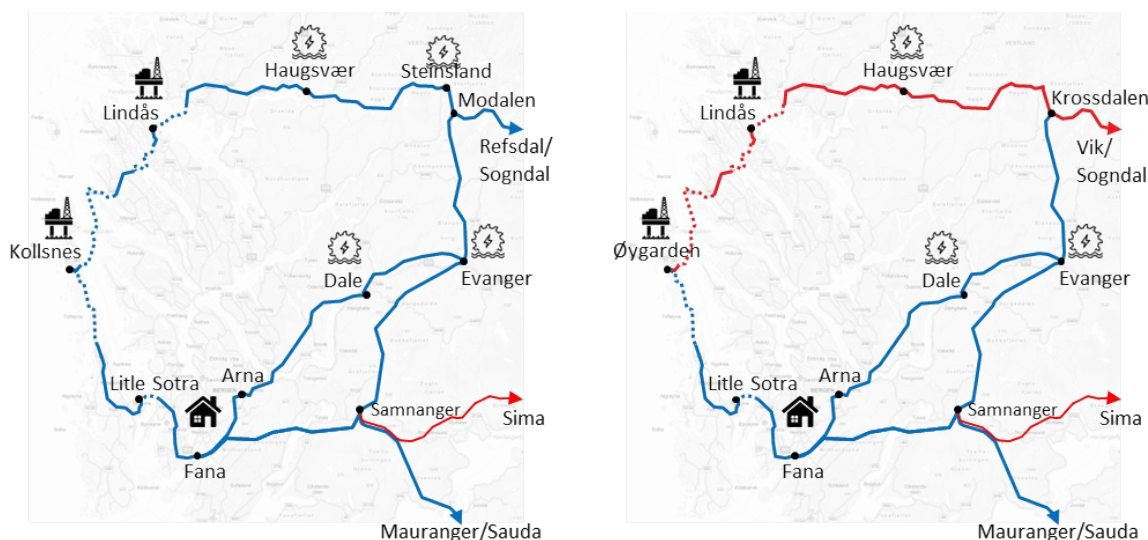 Haugsvær
Steinsland
Modalen
Lindås
Refsdal/
Sogndal
Kollsnes
Dale
Evanger
Litle Sotra
Arna
Samnanger
Sima
Fana
Mauranger/Sauda
Haugsvær
Krossdalen
Lindås
Vik/
Sogndal
Øygarden
Dale
Evanger
Litle Sotra
Arna
Samnanger
Sima
Fana
Mauranger/Sauda